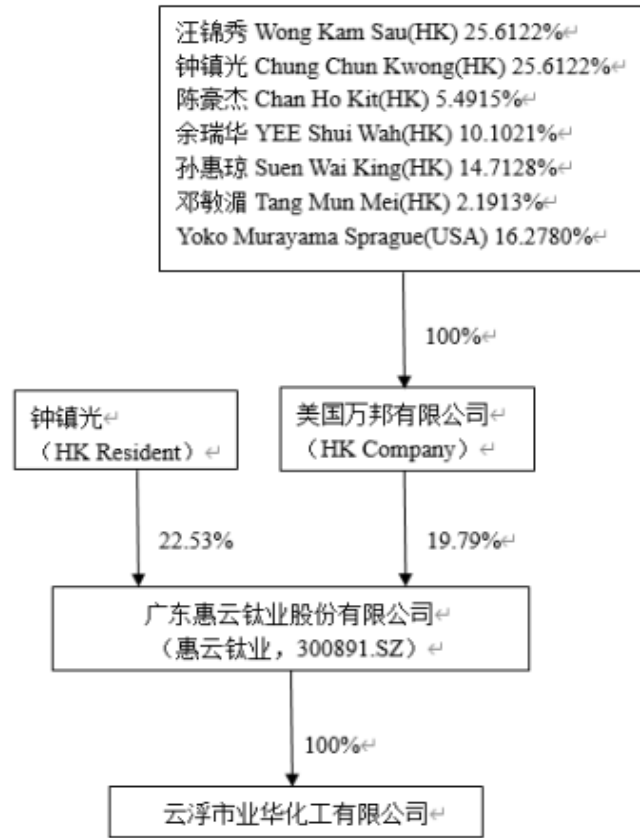 汪锦秀 Wong Kam Sau(HK) 25.6122%↵
钟镇光 Chung Chun Kwong(HK) 25.6122%↵
陈豪杰 Chan Ho Kit(HK) 5.4915%↵
余瑞华 YEE Shui Wah(HK) 10.1021%↵
孙惠琼 Suen Wai King(HK) 14.7128%↵
邓敏湄 Tang Mun Mei(HK) 2.1913%↵
Yoko Murayama Sprague(USA) 16.2780%↵
100%↵
钟镇光↵
（HK Resident）↵
美国万邦有限公司↵
（HK Company）↵
22.53%
19.79%↵
广东惠云钛业股份有限公司↵
（惠云钛业，300891.SZ）↵
100%↵
云浮市业华化工有限公司↵